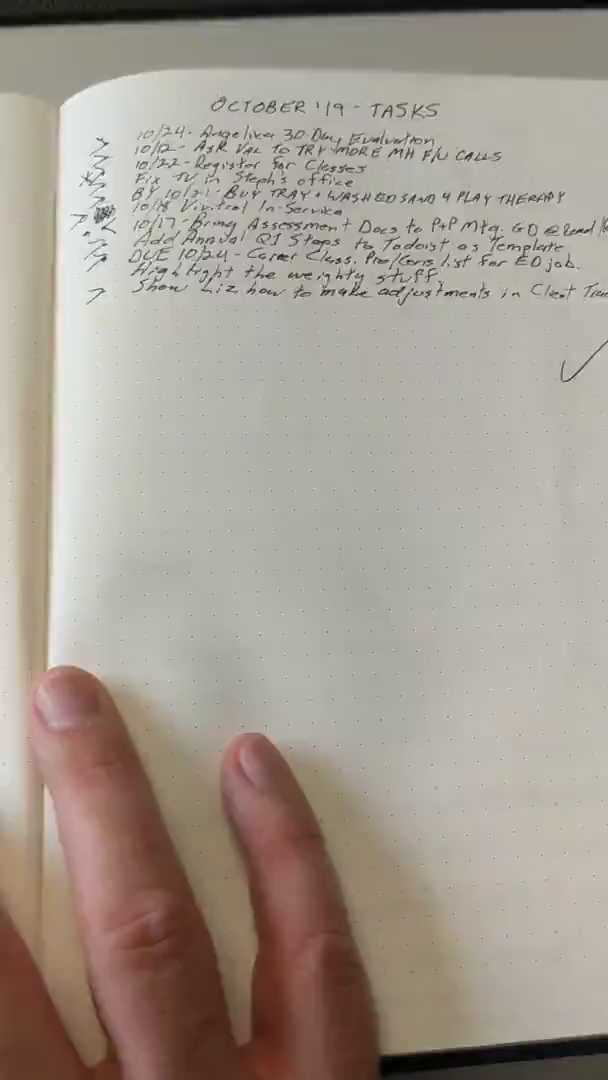 OCTOBER '19 - TASKS
10/24 - Angelica 30-Day Evaluation
10/12 - Ask Val TO TRY MORE MH F/U CALLS
10/22 - Register for Classes
Fix TV in Steph's office
BY 10/21 - BUY TRAY + WASHED SAND 4 PLAY THERAPY
10/18 Vivitrol In-Service
10/17 - Bring Assessment Docs to P+P Mtg.
Add Annual Q1 Steps to Todoist as Template
DUE 10/24 - Career Class. Pro/Cons list for ED job.
Highlight the weighty stuff.
Show Liz how to make adjustments in